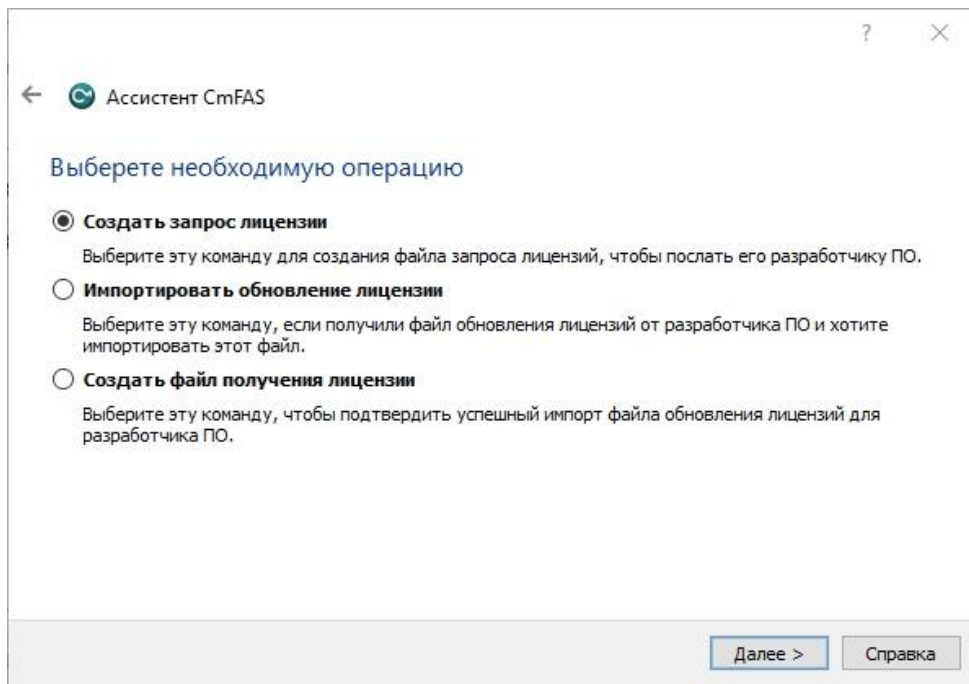 ?
Ассистент CmFAS
Выберете необходимую операцию
Создать запрос лицензии
Выберите эту команду для создания файла запроса лицензий, чтобы послать его разработчику ПО.
Импортировать обновление лицензии
Выберите эту команду, если получили файл обновления лицензий от разработчика ПО и хотите
импортировать этот файл.
Создать файл получения лицензии
Выберите эту команду, чтобы подтвердить успешный импорт файла обновления лицензий для
разработчика ПО.
Далее >
Справка